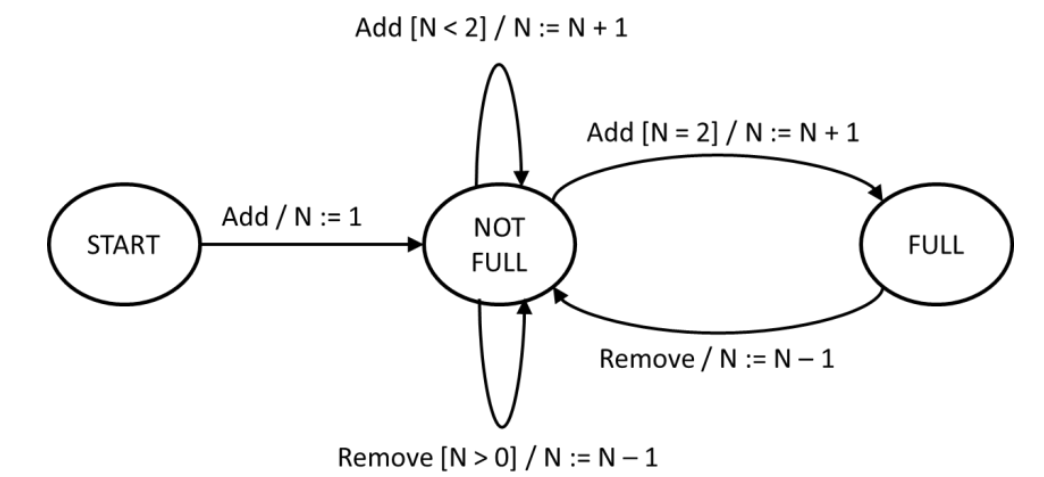 Add [N < 2] / N := N + 1
Add [N = 2] / N := N + 1
Add / N := 1
START
NOT
FULL
FULL
Remove / N := N – 1
Remove [N > 0] / N := N – 1